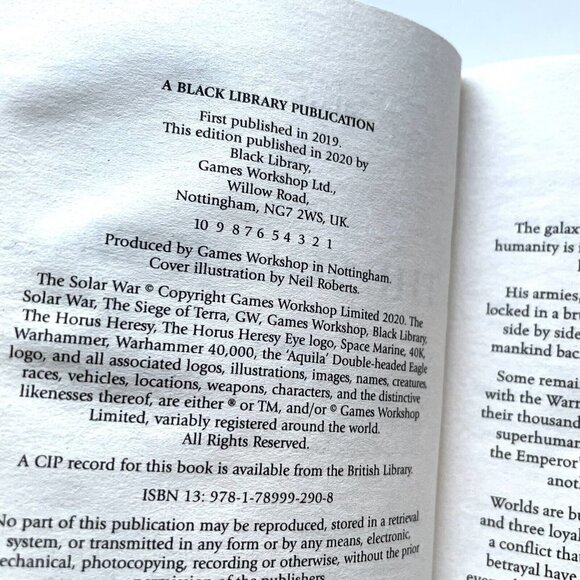 A BLACK LIBRARY PUBLICATION
First published in 2019.
This edition published in 2020 by
Black Library,
Games Workshop Ltd.,
Willow Road,
Nottingham, NG7 2WS, UK.
10 9 8 7 6 5 4 3 2 1
Produced by Games Workshop in Nottingham.
Cover illustration by Neil Roberts.
The Solar War © Copyright Games Workshop Limited 2020. The
Solar War, The Siege of Terra, GW, Games Workshop, Black Library,
The Horus Heresy, The Horus Heresy Eye logo, Space Marine, 40K,
Warhammer, Warhammer 40,000, the 'Aquila' Double-headed Eagle
logo, and all associated logos, illustrations, images, names, creatures,
races, vehicles, locations, weapons, characters, and the distinctive
likenesses thereof, are either ® or TM, and/or © Games Workshop
Limited, variably registered around the world.
All Rights Reserved.
A CIP record for this book is available from the British Library.
ISBN 13: 978-1-78999-290-8
No part of this publication may be reproduced, stored in a retrieval
system, or transmitted in any form or by any means, electronic,
mechanical, photocopying, recording or otherwise, without the prior
permission of the publishers.
The galax
humanity is
His armies,
locked in a br
side by side
mankind bac
Some remai
with the Warr
their thousand
superhuman
the Emperor'
anot
Worlds are bu
and three loyal
a conflict tha
betrayal have